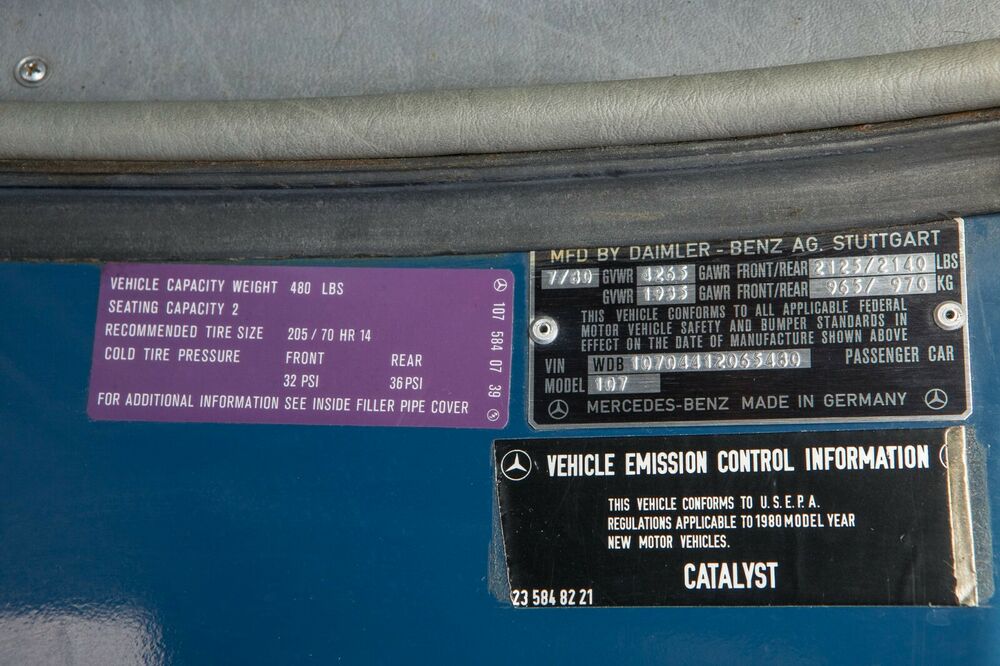 VEHICLE CAPACITY WEIGHT 480 LBS
SEATING CAPACITY 2
RECOMMENDED TIRE SIZE 205/70 HR 14
COLD TIRE PRESSURE FRONT REAR
32 PSI 36 PSI
FOR ADDITIONAL INFORMATION SEE INSIDE FILLER PIPE COVER
107 584 07 39
MFD BY DAIMLER-BENZ AG. STUTTGART
7/80 GVWR 4265 GAWR FRONT/REAR 2125/2140 LBS
GVWR 1935 GAWR FRONT/REAR 965/ 970 KG
THIS VEHICLE CONFORMS TO ALL APPLICABLE FEDERAL
MOTOR VEHICLE SAFETY AND BUMPER STANDARDS IN
EFFECT ON THE DATE OF MANUFACTURE SHOWN ABOVE
VIN WDB 10704412065480 PASSENGER CAR
MODEL 107
MERCEDES-BENZ MADE IN GERMANY
VEHICLE EMISSION CONTROL INFORMATION
THIS VEHICLE CONFORMS TO U.S.E.P.A.
REGULATIONS APPLICABLE TO 1980 MODEL YEAR
NEW MOTOR VEHICLES.
CATALYST
23 584 82 21